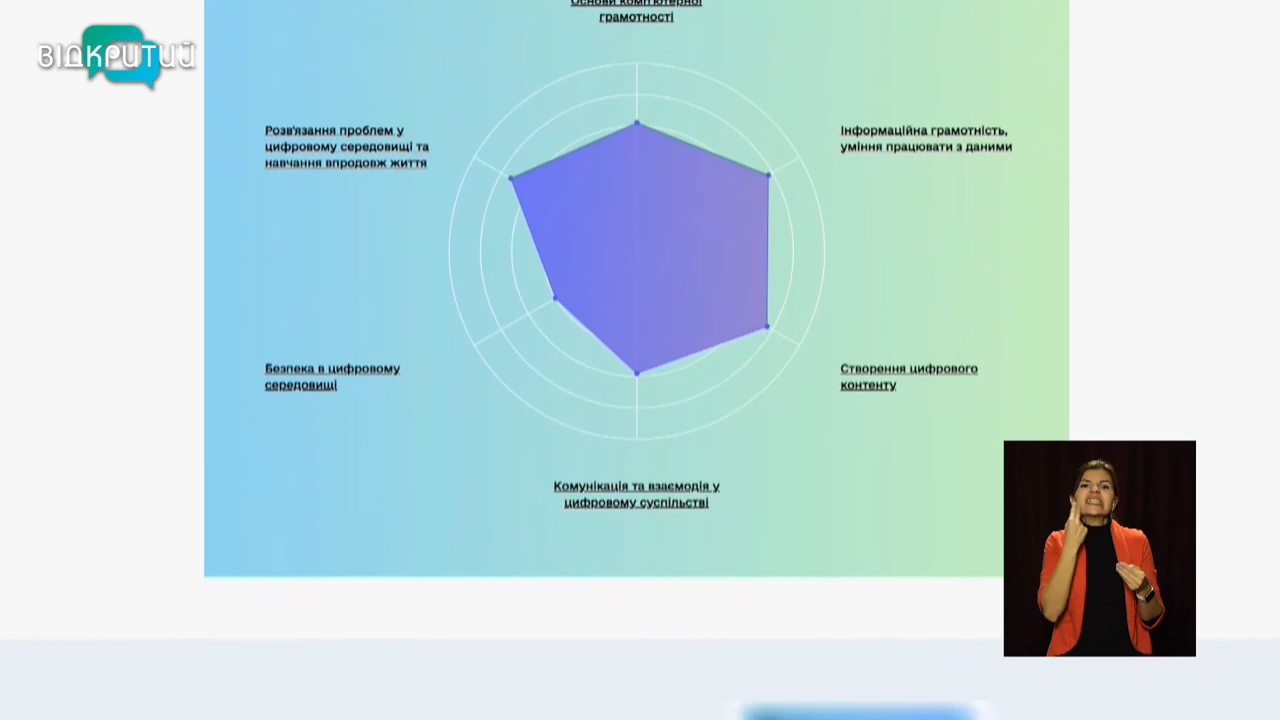 Основи комп'ютерної
грамотності
ВІДКРИТИЙ
Розв'язання проблем у
цифровому середовищі та
навчання впродовж життя
Інформаційна грамотність,
уміння працювати з даними
Безпека в цифровому
середовищі
Створення цифрового
контенту
Комунікація та взаємодія у
цифровому суспільстві